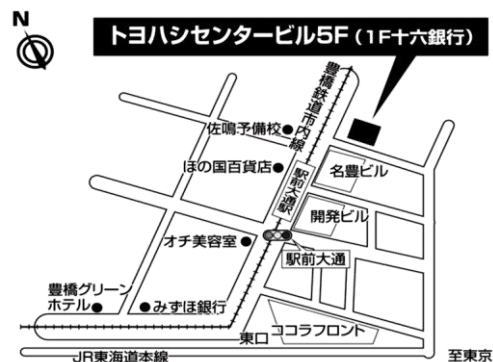 N
トヨハシセンタービル5F(1F十六銀行)
豊橋鉄道市内線
佐鳴予備校
ほの国百貨店
名豊ビル
駅前大通駅
開発ビル
オチ美容室
駅前大通
豊橋グリーン
ホテル
みずほ銀行
東口
ココラフロント
JR東海道本線
至東京